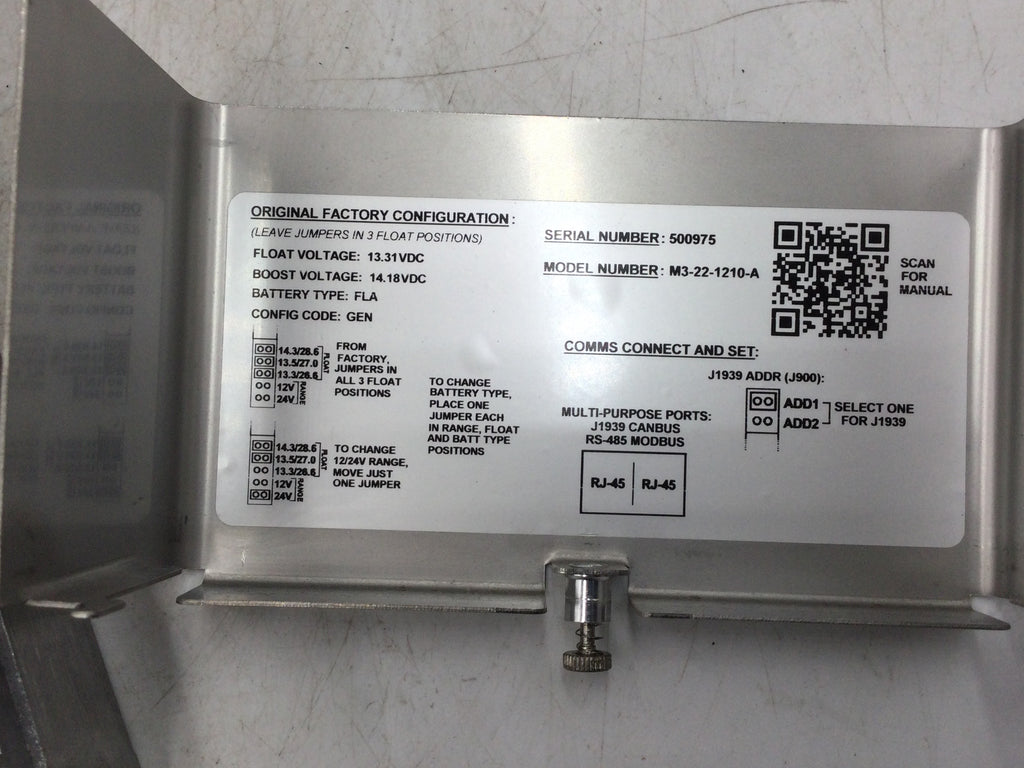 ORIGINAL FACTORY CONFIGURATION:
(LEAVE JUMPERS IN 3 FLOAT POSITIONS)
FLOAT VOLTAGE: 13.31VDC
BOOST VOLTAGE: 14.18VDC
BATTERY TYPE: FLA
CONFIG CODE: GEN
14.3/28.6
13.5/27.0
13.3/26.6
FLOAT
12V
24V
RANGE
FROM
FACTORY,
JUMPERS IN
ALL 3 FLOAT
POSITIONS
14.3/28.6
13.5/27.0
13.3/26.6
FLOAT
12V
24V
RANGE
TO CHANGE
12/24V RANGE,
MOVE JUST
ONE JUMPER
TO CHANGE
BATTERY TYPE,
PLACE ONE
JUMPER EACH
IN RANGE, FLOAT
AND BATT TYPE
POSITIONS
SERIAL NUMBER: 500975
MODEL NUMBER: M3-22-1210-A
SCAN
FOR
MANUAL
COMMS CONNECT AND SET:
J1939 ADDR (J900):
ADD1
ADD2
SELECT ONE
FOR J1939
MULTI-PURPOSE PORTS:
J1939 CANBUS
RS-485 MODBUS
RJ-45 RJ-45